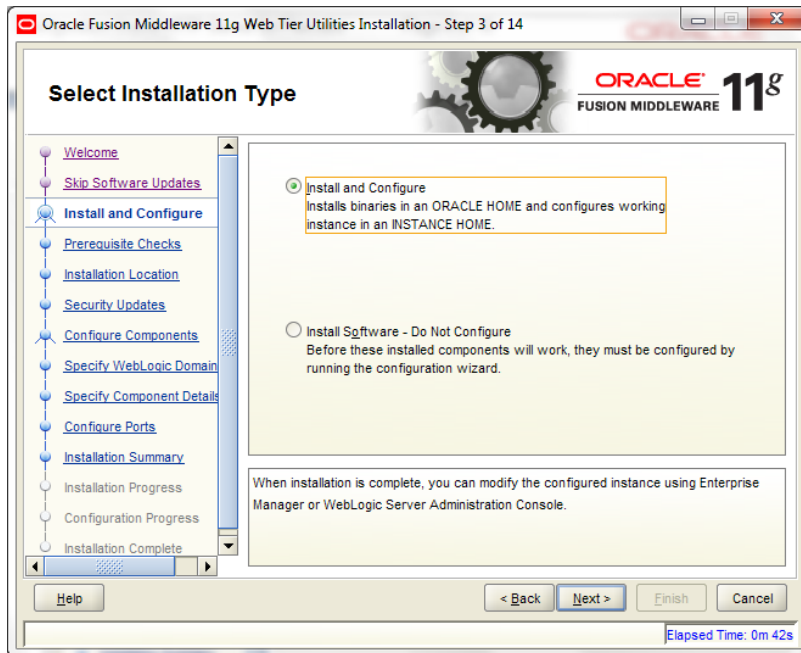 Oracle Fusion Middleware 11g Web Tier Utilities Installation - Step 3 of 14
Select Installation Type
ORACLE
FUSION MIDDLEWARE 11g
Welcome
Skip Software Updates
Install and Configure
Prerequisite Checks
Installation Location
Security Updates
Configure Components
Specify WebLogic Domain
Specify Component Details
Configure Ports
Installation Summary
Installation Progress
Configuration Progress
Installation Complete
Install and Configure
Installs binaries in an ORACLE HOME and configures working
instance in an INSTANCE HOME.
Install Software - Do Not Configure
Before these installed components will work, they must be configured by
running the configuration wizard.
When installation is complete, you can modify the configured instance using Enterprise
Manager or WebLogic Server Administration Console.
Help
< Back
Next >
Finish
Cancel
Elapsed Time: 0m 42s